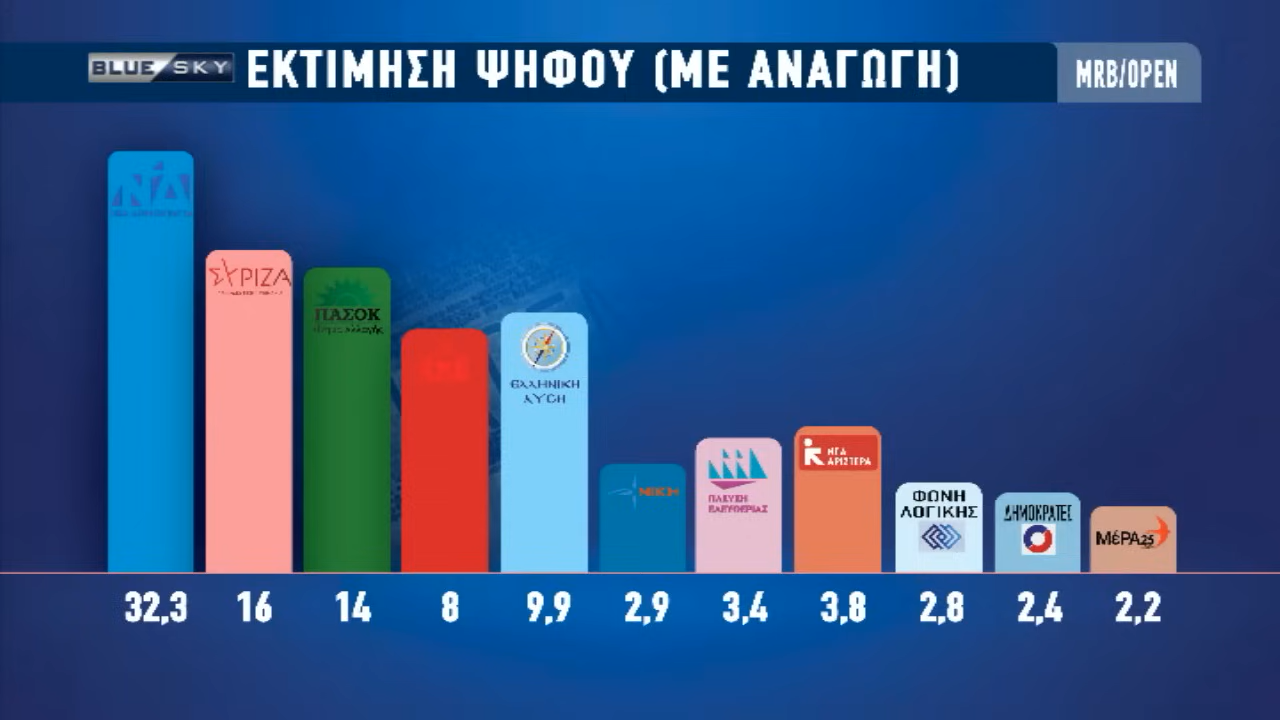 BLUE SKY ΕΚΤΙΜΗΣΗ ΨΗΦΟΥ (ΜΕ ΑΝΑΓΩΓΗ) MRB/OPEN
ΝΔ
ΣΥΡΙΖΑ
ΠΑΣΟΚ
ΕΛΛΗΝΙΚΗ
ΛΥΣΗ
ΝΙΚΗ
ΠΛΕΥΣΗ
ΕΛΕΥΘΕΡΙΑΣ
ΝΕΑ
ΑΡΙΣΤΕΡΑ
ΦΩΝΗ
ΛΟΓΙΚΗΣ
ΔΗΜΟΚΡΑΤΕΣ
ΜέΡΑ25
32,3 16 14 8 9,9 2,9 3,4 3,8 2,8 2,4 2,2